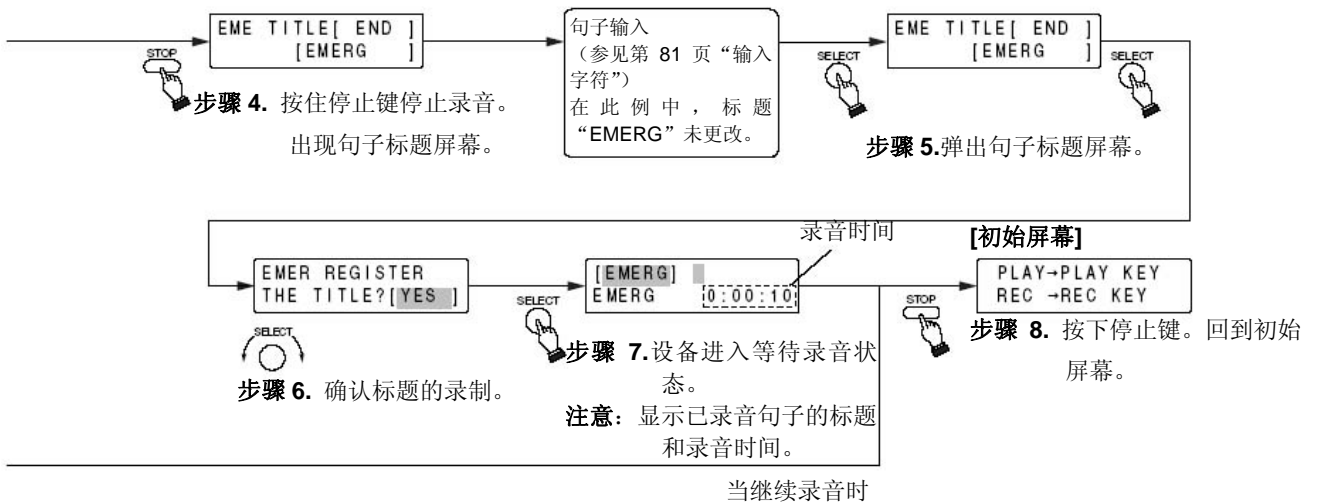 STOP
EME TITLE[ END ]
[EMERG ]
步骤 4. 按住停止键停止录音。
出现句子标题屏幕。
句子输入
（参见第 81 页“输入
字符”）
在此例中，标题
“EMERG”未更改。
SELECT
EME TITLE[ END ]
[EMERG ]
SELECT
步骤 5.弹出句子标题屏幕。
EMER REGISTER
THE TITLE?[YES ]
SELECT
步骤 6. 确认标题的录制。
SELECT
录音时间
[EMERG]
EMERG 0:00:10
步骤 7.设备进入等待录音状
态。
注意：显示已录音句子的标题
和录音时间。
当继续录音时
STOP
[初始屏幕]
PLAY→PLAY KEY
REC →REC KEY
步骤 8. 按下停止键。回到初始
屏幕。